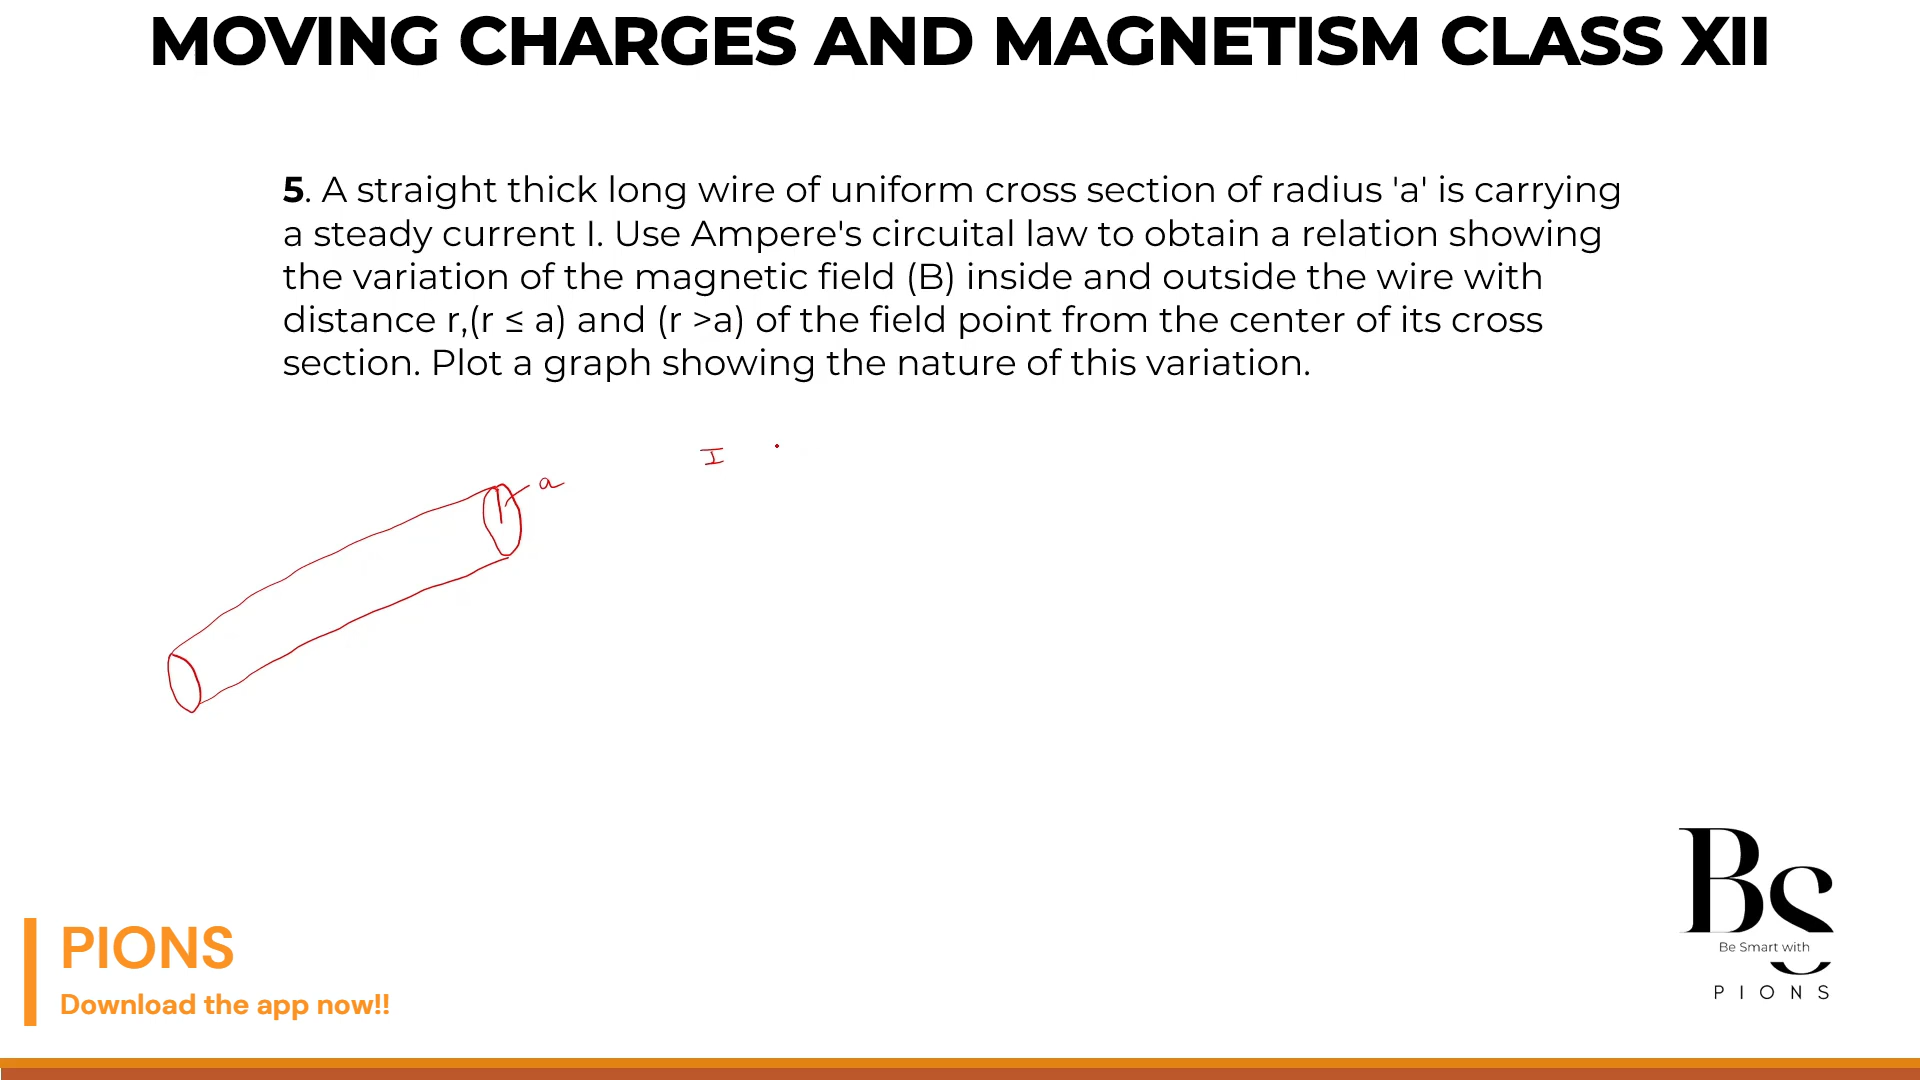 MOVING CHARGES AND MAGNETISM CLASS XII
5. A straight thick long wire of uniform cross section of radius 'a' is carrying
a steady current I. Use Ampere's circuital law to obtain a relation showing
the variation of the magnetic field (B) inside and outside the wire with
distance r,(r ≤ a) and (r >a) of the field point from the center of its cross
section. Plot a graph showing the nature of this variation.
I
a
Bs
Be Smart with
PIONS
PIONS
Download the app now!!